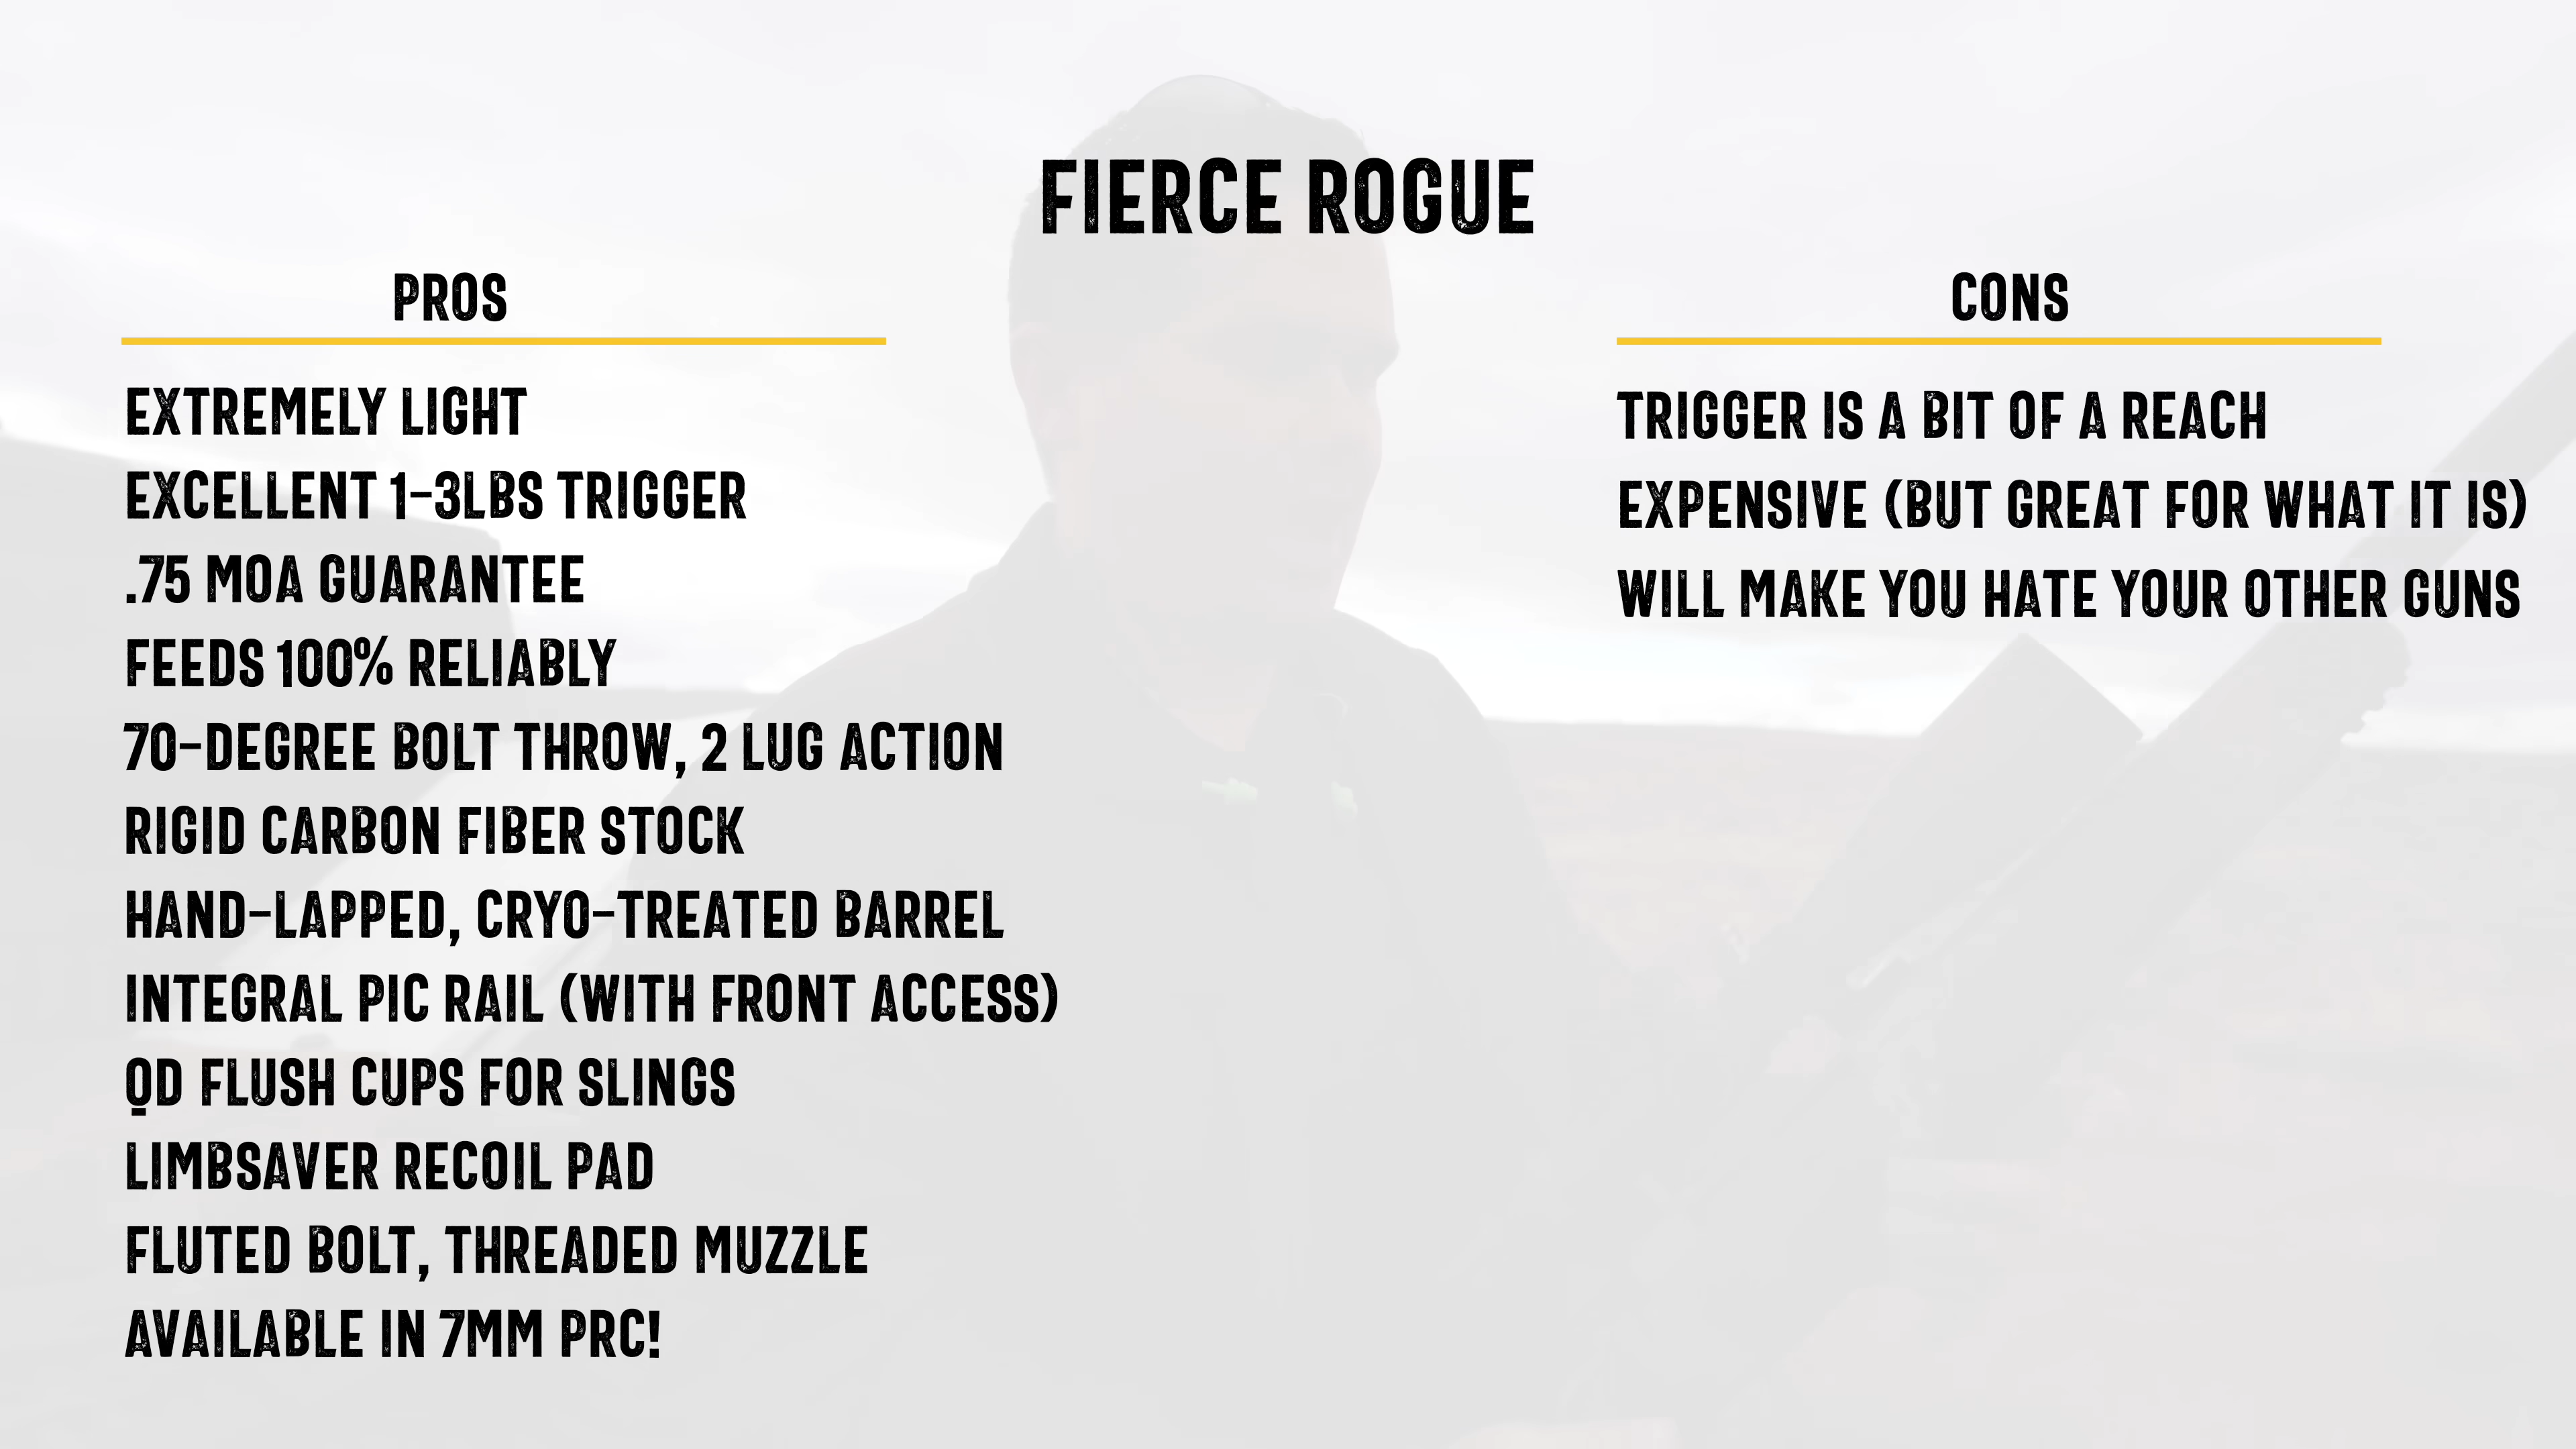 FIERCE ROGUE
PROS
EXTREMELY LIGHT
EXCELLENT 1-3LBS TRIGGER
.75 MOA GUARANTEE
FEEDS 100% RELIABLY
70-DEGREE BOLT THROW, 2 LUG ACTION
RIGID CARBON FIBER STOCK
HAND-LAPPED, CRYO-TREATED BARREL
INTEGRAL PIC RAIL (WITH FRONT ACCESS)
QD FLUSH CUPS FOR SLINGS
LIMBSAVER RECOIL PAD
FLUTED BOLT, THREADED MUZZLE
AVAILABLE IN 7MM PRC!
CONS
TRIGGER IS A BIT OF A REACH
EXPENSIVE (BUT GREAT FOR WHAT IT IS)
WILL MAKE YOU HATE YOUR OTHER GUNS